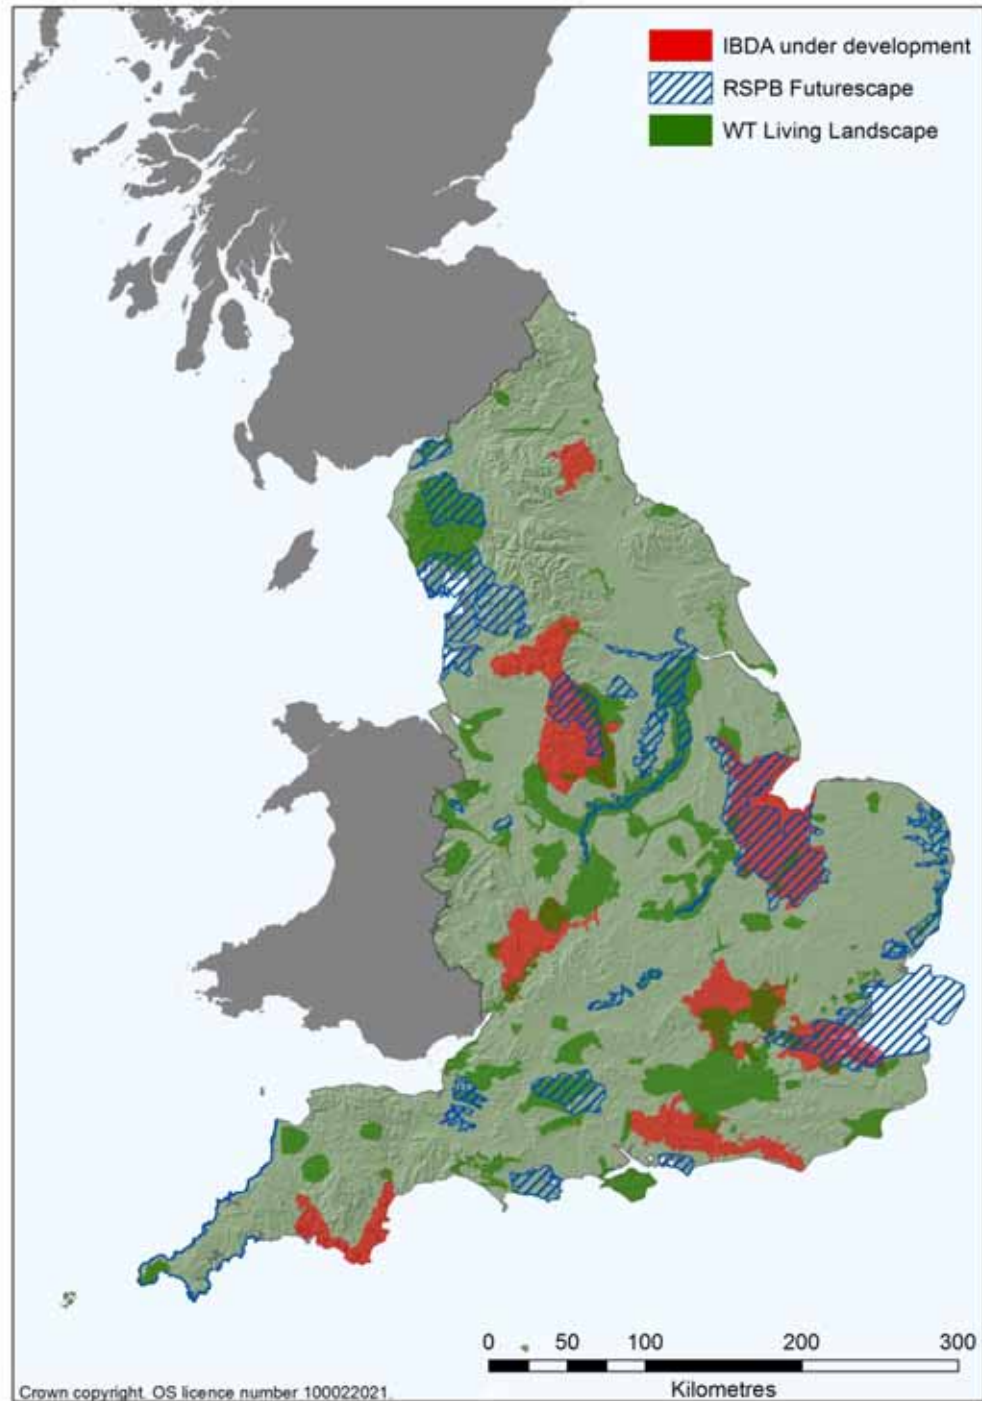 IBDA under development
RSPB Futurescape
WT Living Landscape
0 50 100 200 300
Kilometres
Crown copyright. OS licence number 100022021.